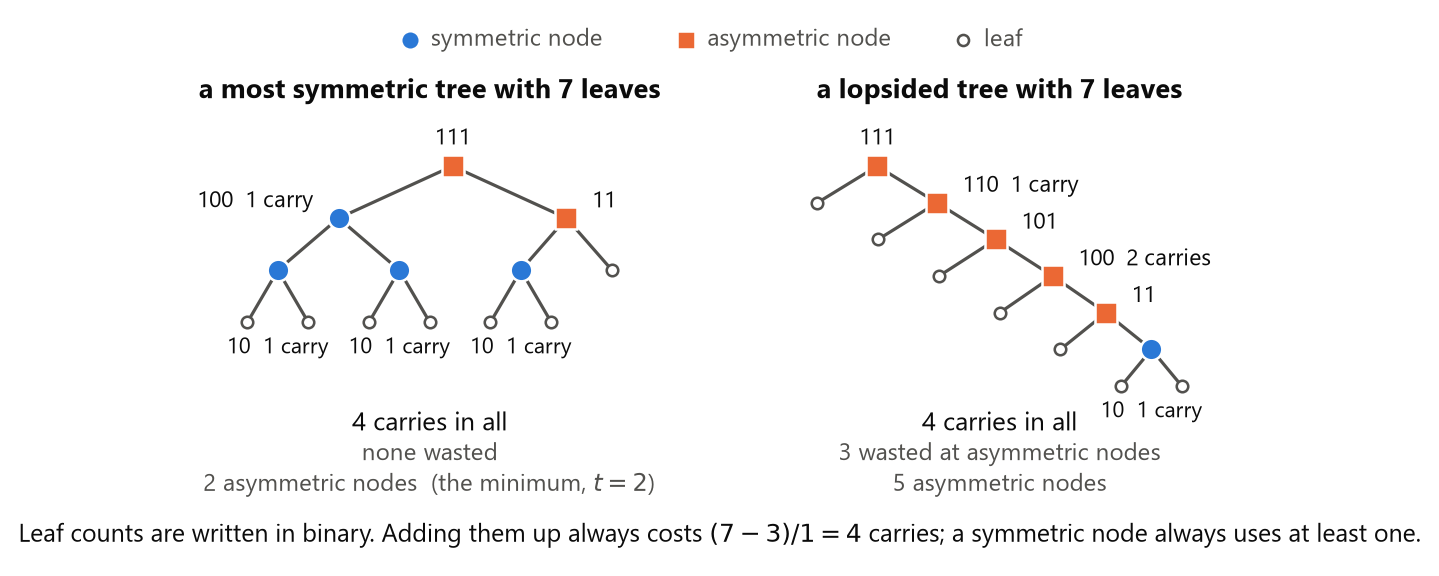 symmetric node
asymmetric node
leaf
a most symmetric tree with 7 leaves
a lopsided tree with 7 leaves
111
100 1 carry
11
10 1 carry
10 1 carry
10 1 carry
4 carries in all
none wasted
2 asymmetric nodes (the minimum, t = 2)
111
110 1 carry
101
100 2 carries
11
10 1 carry
4 carries in all
3 wasted at asymmetric nodes
5 asymmetric nodes
Leaf counts are written in binary. Adding them up always costs (7 − 3)/1 = 4 carries; a symmetric node always uses at least one.